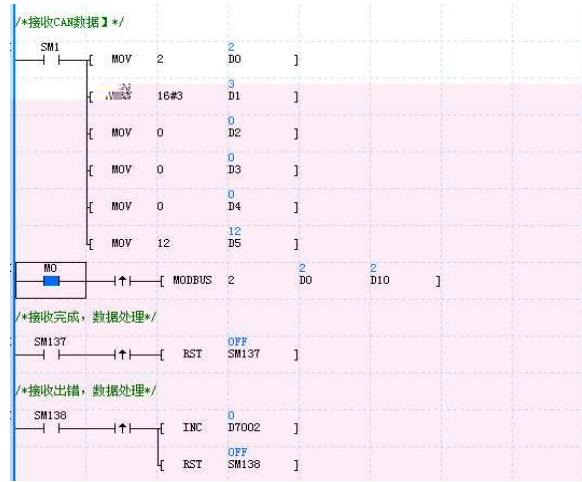 /*接收CAN数据】*/
SM1 2
[ MOV 2 D0 ]
3
[ 16#3 D1 ]
0
[ MOV 0 D2 ]
0
[ MOV 0 D3 ]
0
[ MOV 0 D4 ]
12
[ MOV 12 D5 ]
M0 2 2
[ MODBUS 2 D0 D10 ]
/*接收完成，数据处理*/
SM137 OFF
[ RST SM137 ]
/*接收出错，数据处理*/
SM138 0
[ INC D7002 ]
OFF
[ RST SM138 ]